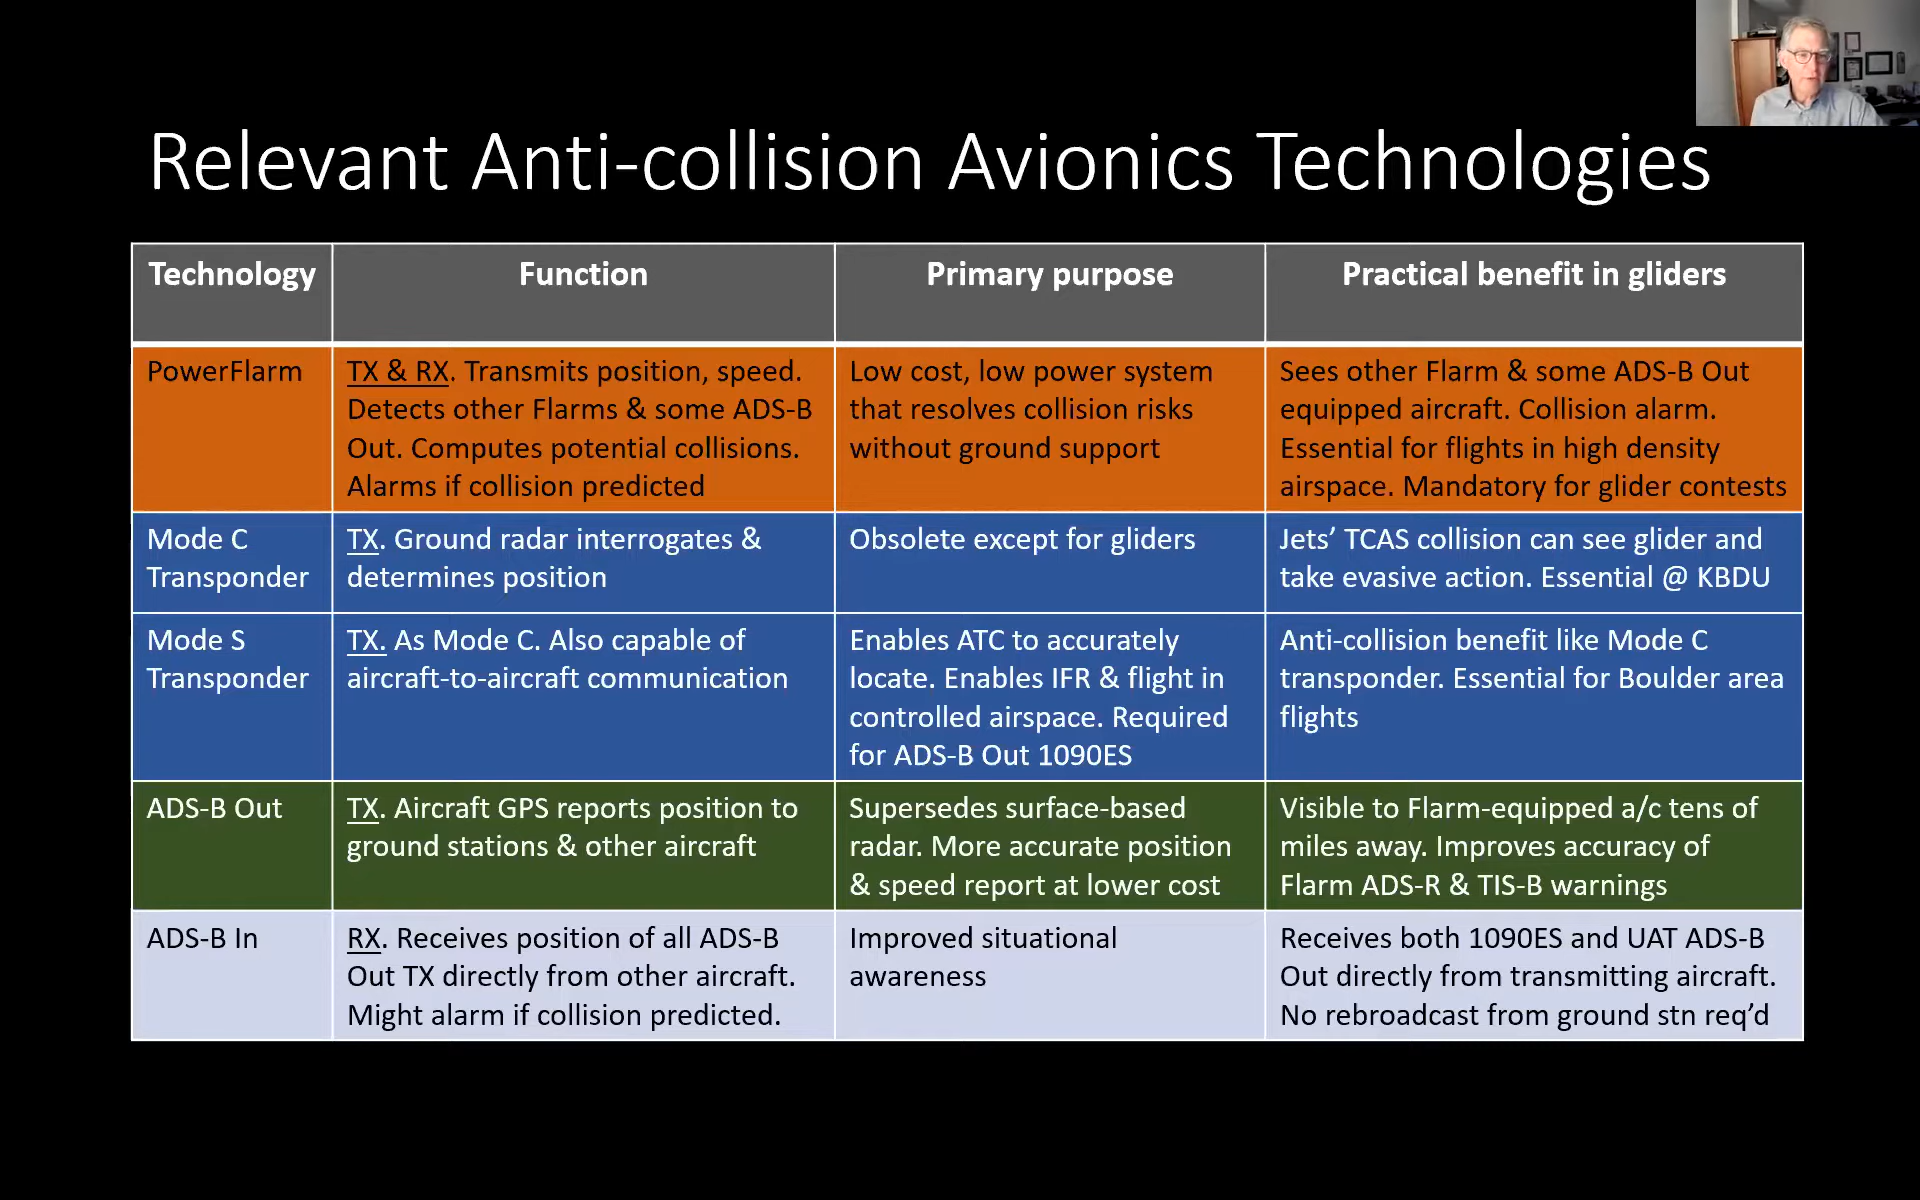 Relevant Anti-collision Avionics Technologies
Technology
Function
Primary purpose
Practical benefit in gliders
PowerFlarm
TX & RX. Transmits position, speed.
Detects other Flarms & some ADS-B
Out. Computes potential collisions.
Alarms if collision predicted
Low cost, low power system
that resolves collision risks
without ground support
Sees other Flarm & some ADS-B Out
equipped aircraft. Collision alarm.
Essential for flights in high density
airspace. Mandatory for glider contests
Mode C
Transponder
TX. Ground radar interrogates &
determines position
Obsolete except for gliders
Jets’ TCAS collision can see glider and
take evasive action. Essential @ KBDU
Mode S
Transponder
TX. As Mode C. Also capable of
aircraft-to-aircraft communication
Enables ATC to accurately
locate. Enables IFR & flight in
controlled airspace. Required
for ADS-B Out 1090ES
Anti-collision benefit like Mode C
transponder. Essential for Boulder area
flights
ADS-B Out
TX. Aircraft GPS reports position to
ground stations & other aircraft
Supersedes surface-based
radar. More accurate position
& speed report at lower cost
Visible to Flarm-equipped a/c tens of
miles away. Improves accuracy of
Flarm ADS-R & TIS-B warnings
ADS-B In
RX. Receives position of all ADS-B
Out TX directly from other aircraft.
Might alarm if collision predicted.
Improved situational
awareness
Receives both 1090ES and UAT ADS-B
Out directly from transmitting aircraft.
No rebroadcast from ground stn req’d